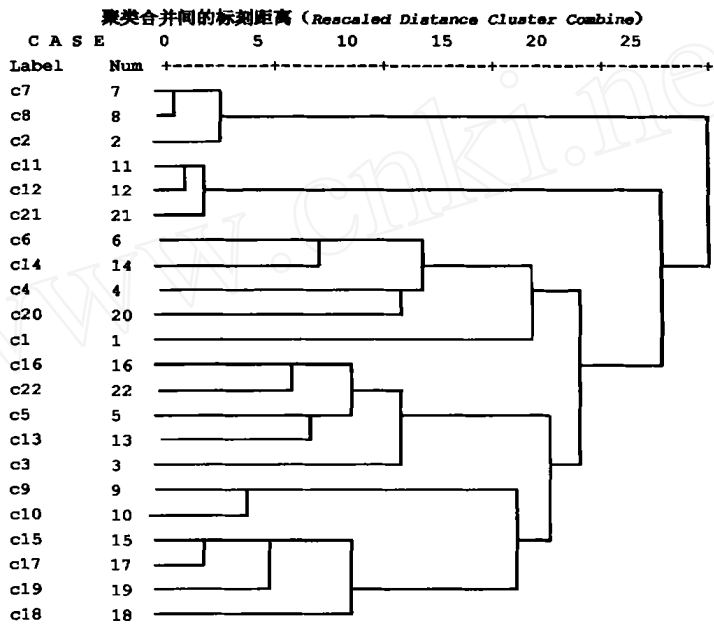 聚类合并间的标刻距离（Rescaled Distance Cluster Combine）
C A S E 0 5 10 15 20 25
Label Num +---------+---------+---------+---------+---------+
c7 7
c8 8
c2 2
c11 11
c12 12
c21 21
c6 6
c14 14
c4 4
c20 20
c1 1
c16 16
c22 22
c5 5
c13 13
c3 3
c9 9
c10 10
c15 15
c17 17
c19 19
c18 18
www.cnki.ne